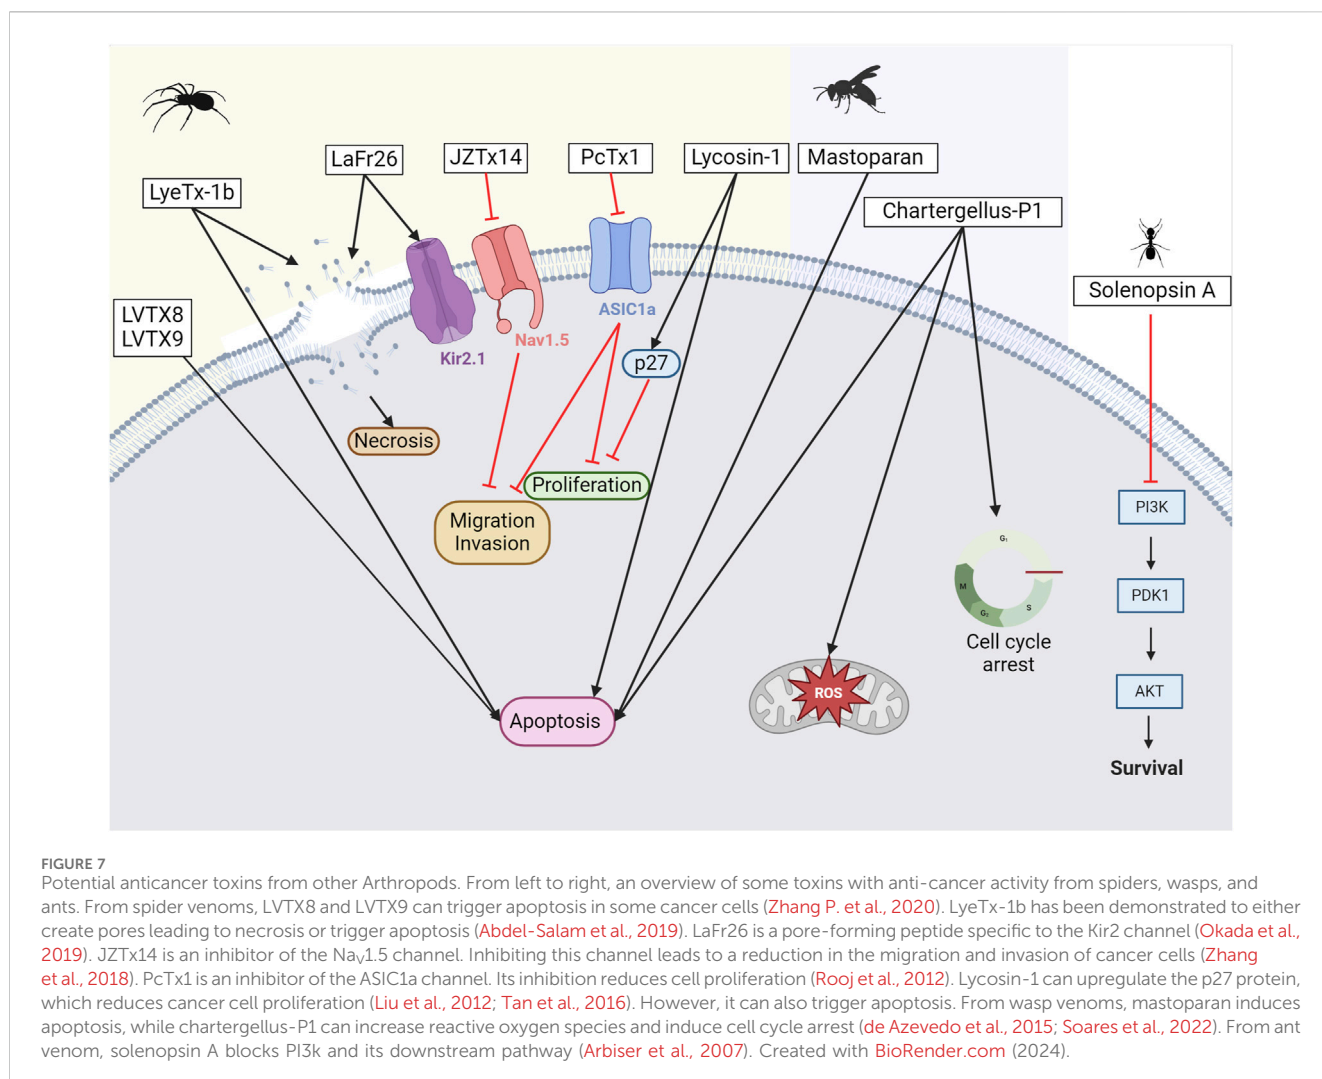 LaFr26
JZTx14
PcTx1
Lycosin-1
Mastoparan
LyeTx-1b
Chartergellus-P1
Solenopsin A
LVTX8
LVTX9
ASIC1a
Nav1.5
Kir2.1
p27
Necrosis
Proliferation
Migration
Invasion
PI3K
G₁
M
S
G₂
PDK1
Cell cycle
arrest
ROS
AKT
Apoptosis
Survival
FIGURE 7
Potential anticancer toxins from other Arthropods. From left to right, an overview of some toxins with anti-cancer activity from spiders, wasps, and
ants. From spider venoms, LVTX8 and LVTX9 can trigger apoptosis in some cancer cells (Zhang P. et al., 2020). LyeTx-1b has been demonstrated to either
create pores leading to necrosis or trigger apoptosis (Abdel-Salam et al., 2019). LaFr26 is a pore-forming peptide specific to the Kir2 channel (Okada et al.,
2019). JZTx14 is an inhibitor of the Naᵥ1.5 channel. Inhibiting this channel leads to a reduction in the migration and invasion of cancer cells (Zhang
et al., 2018). PcTx1 is an inhibitor of the ASIC1a channel. Its inhibition reduces cell proliferation (Rooj et al., 2012). Lycosin-1 can upregulate the p27 protein,
which reduces cancer cell proliferation (Liu et al., 2012; Tan et al., 2016). However, it can also trigger apoptosis. From wasp venoms, mastoparan induces
apoptosis, while chartergellus-P1 can increase reactive oxygen species and induce cell cycle arrest (de Azevedo et al., 2015; Soares et al., 2022). From ant
venom, solenopsin A blocks PI3k and its downstream pathway (Arbiser et al., 2007). Created with BioRender.com (2024).